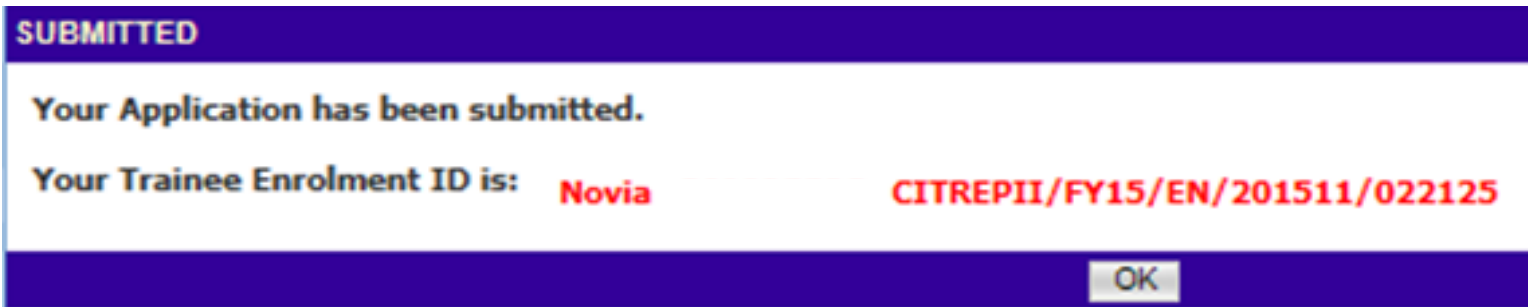 SUBMITTED
Your Application has been submitted.
Your Trainee Enrolment ID is: Novia CITREPII/FY15/EN/201511/022125
OK